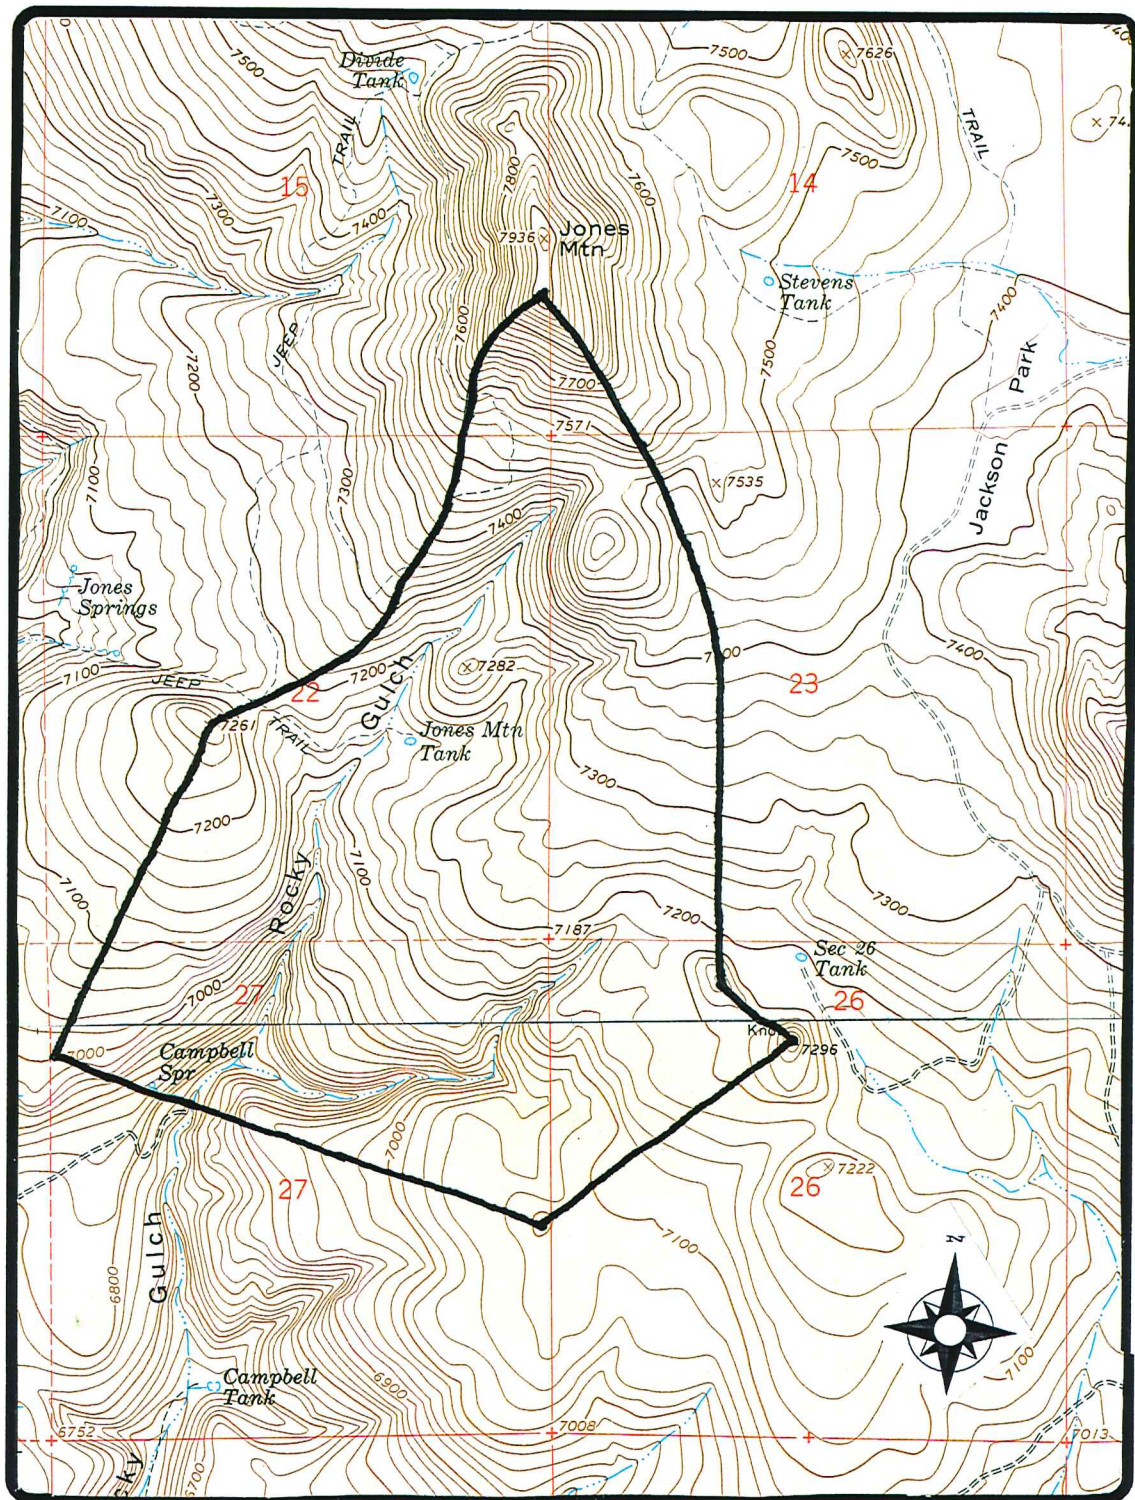 7500
Divide
Tank
7500
7626
TRAIL
TRAIL
7500
15
14
7800
7600
7100
7300
7400
7936
Jones
Mtn
Stevens
Tank
7400
7600
JEEP
7200
7700
7500
Park
7571
7100
7300
7535
Jackson
7400
Jones
Springs
7100
JEEP
22
7200
Gulch
7282
23
7400
7261
TRAIL
Jones Mtn
Tank
7300
7200
7100
7100
Rocky
7300
7187
7200
Sec 26
Tank
7000
27
26
7000
Campbell
Spr
7296
7000
27
7222
26
Gulch
7100
N
6800
7100
Campbell
Tank
6900
6752
7008
7013
6700